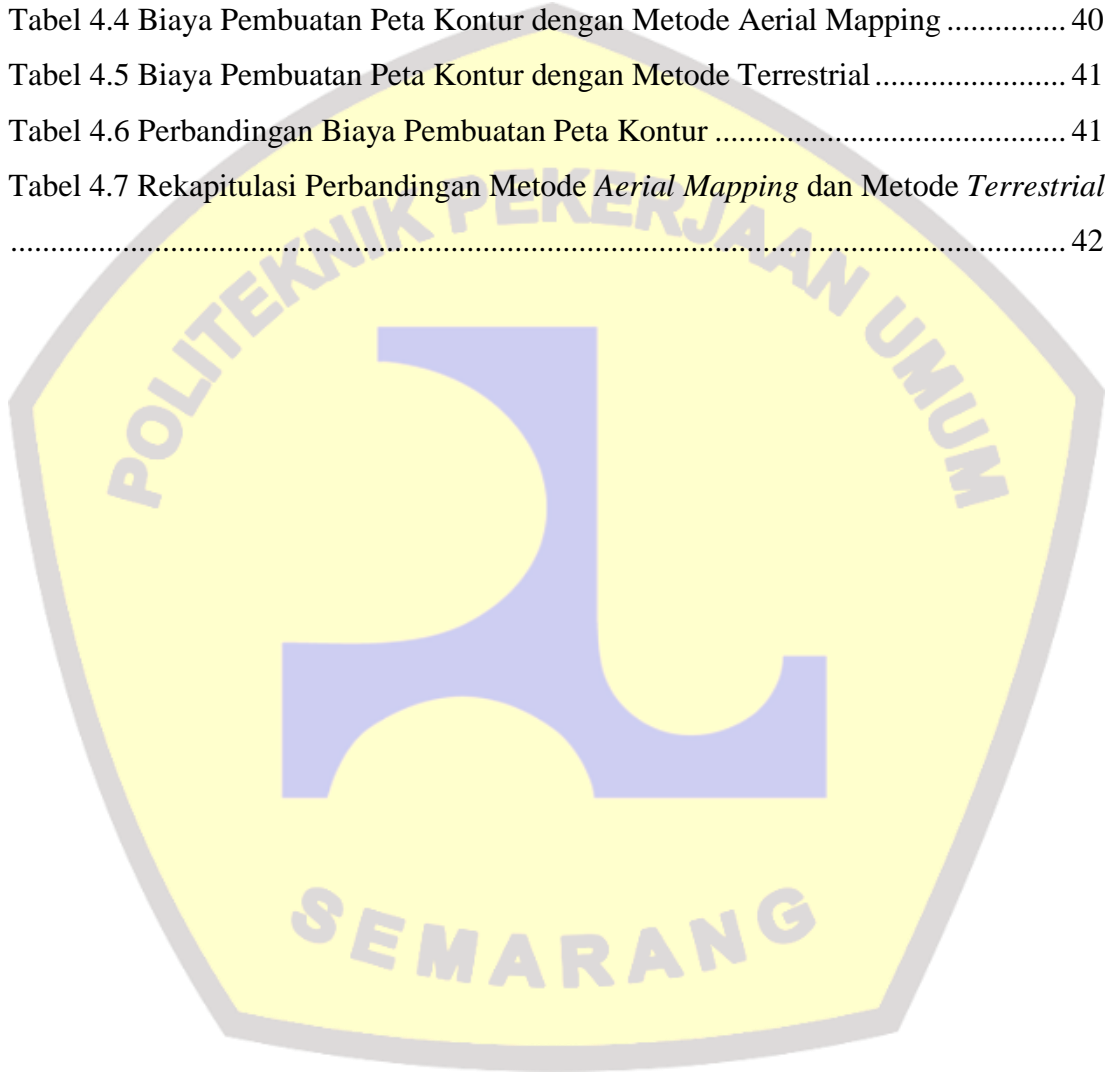 Tabel 4.4 Biaya Pembuatan Peta Kontur dengan Metode Aerial Mapping ............... 40
Tabel 4.5 Biaya Pembuatan Peta Kontur dengan Metode Terrestrial ........................ 41
Tabel 4.6 Perbandingan Biaya Pembuatan Peta Kontur ............................................ 41
Tabel 4.7 Rekapitulasi Perbandingan Metode Aerial Mapping dan Metode Terrestrial
..................................................................................................................................... 42
POLITEKNIK PEKERJAAN UMUM
SEMARANG